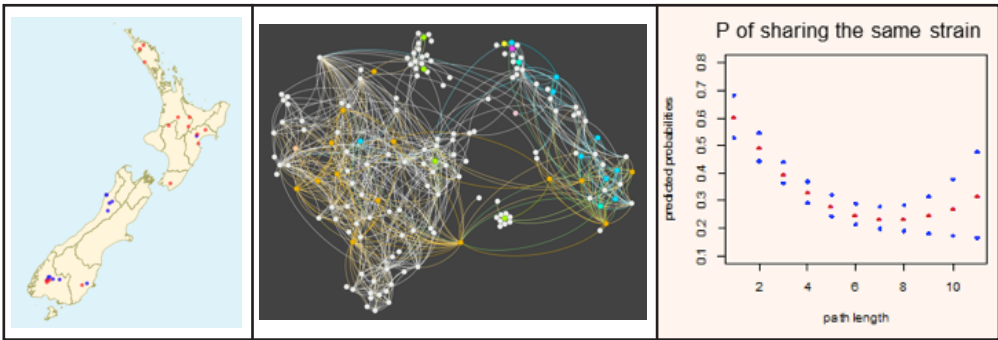 P of sharing the same strain
predicted probabilities
0.1 0.2 0.3 0.4 0.5 0.6 0.7 0.8
2 4 6 8 10
path length